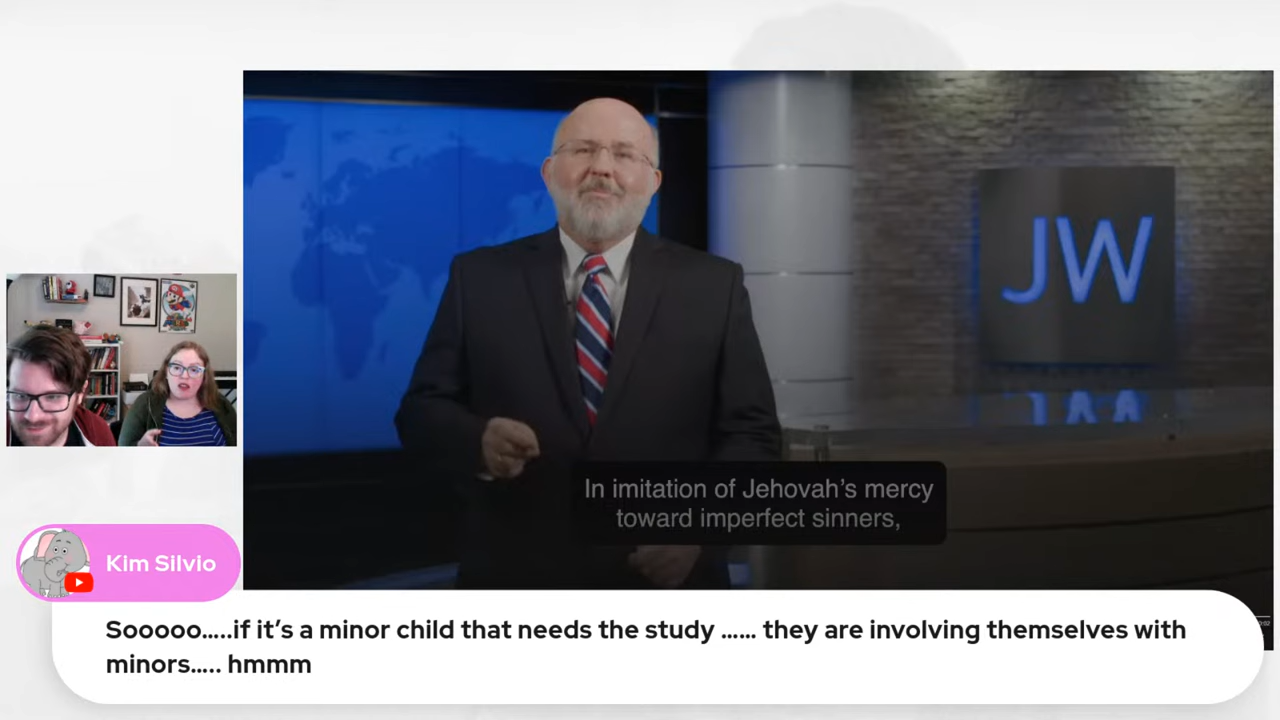 JW
In imitation of Jehovah's mercy
toward imperfect sinners,
Kim Silvio
Sooooo.....if it's a minor child that needs the study ...... they are involving themselves with
minors..... hmmm